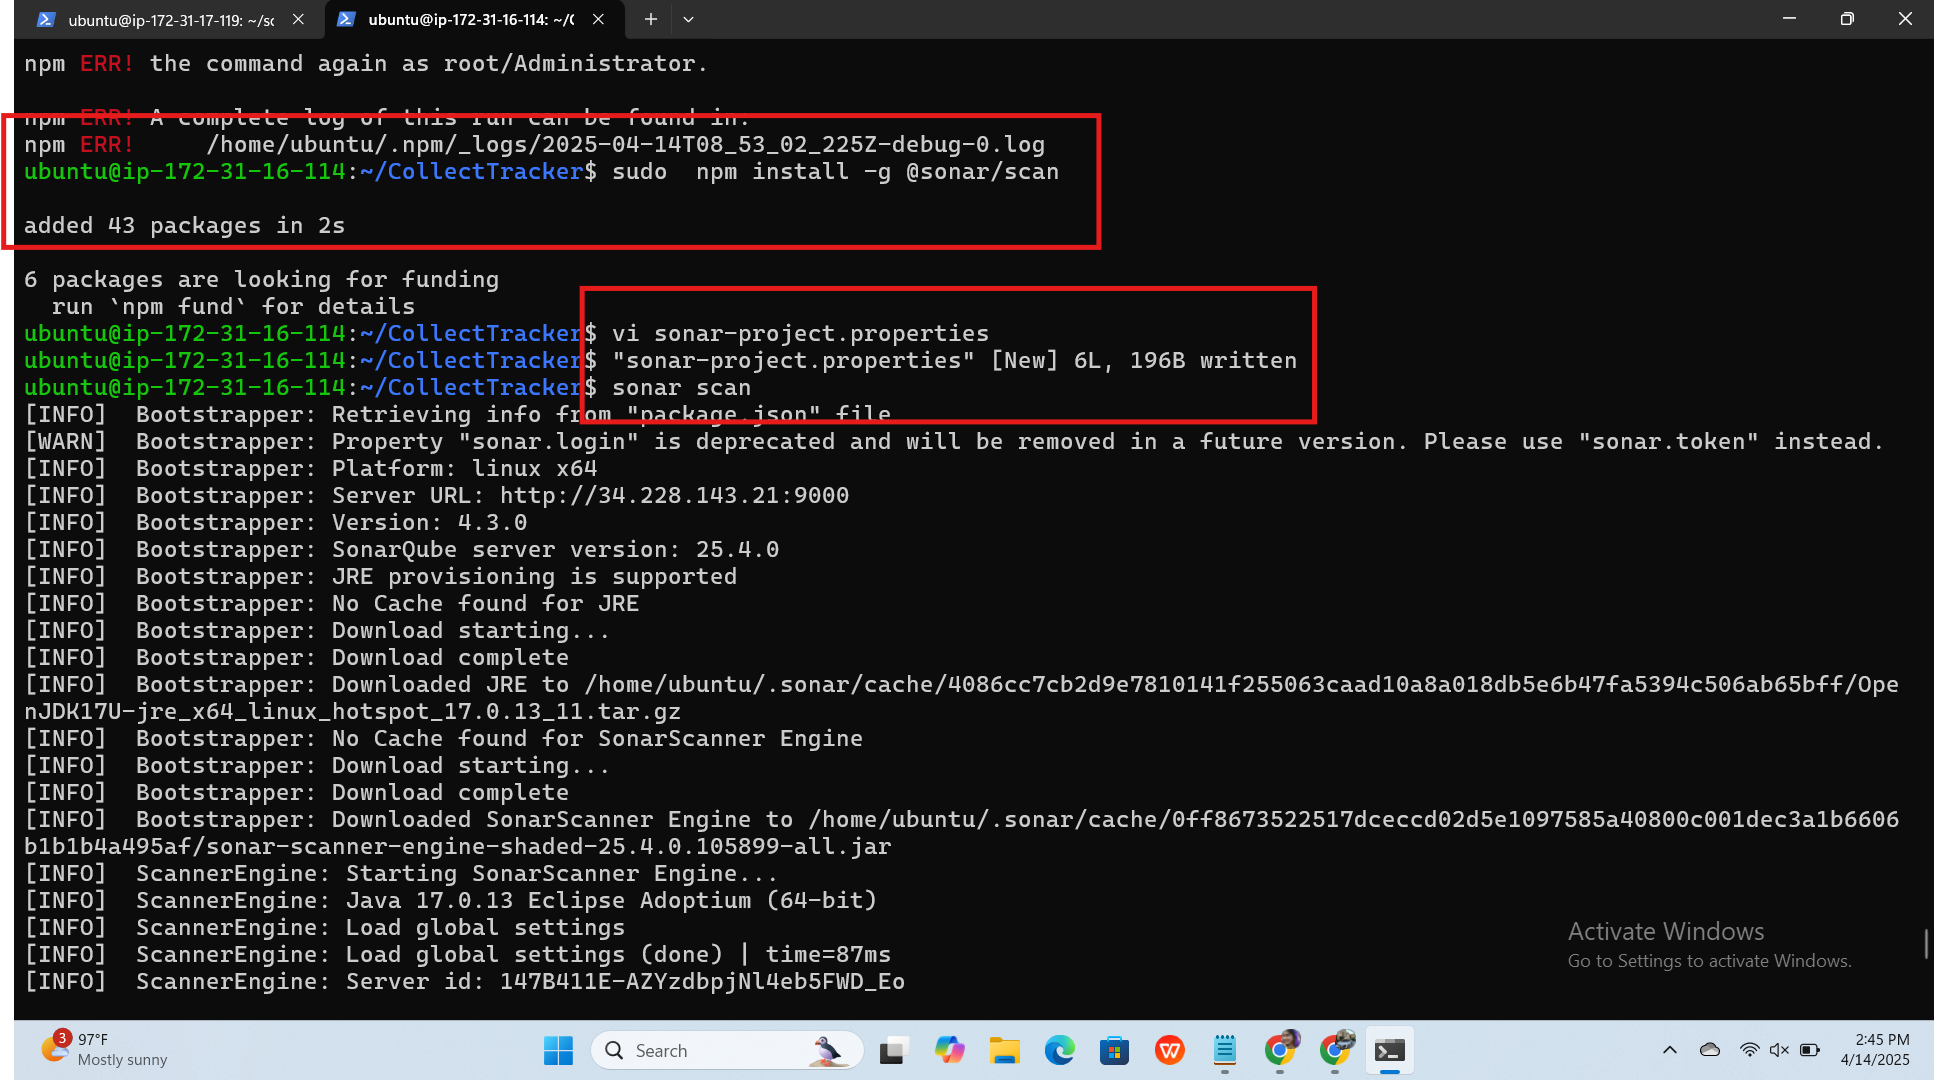 ubuntu@ip-172-31-17-119: ~/sc
ubuntu@ip-172-31-16-114: ~/C
npm ERR! the command again as root/Administrator.
npm ERR! A complete log of this run can be found in:
npm ERR!     /home/ubuntu/.npm/_logs/2025-04-14T08_53_02_225Z-debug-0.log
ubuntu@ip-172-31-16-114:~/CollectTracker$ sudo  npm install -g @sonar/scan
added 43 packages in 2s
6 packages are looking for funding
  run `npm fund` for details
ubuntu@ip-172-31-16-114:~/CollectTracker$ vi sonar-project.properties
ubuntu@ip-172-31-16-114:~/CollectTracker$ "sonar-project.properties" [New] 6L, 196B written
ubuntu@ip-172-31-16-114:~/CollectTracker$ sonar scan
[INFO]  Bootstrapper: Retrieving info from "package.json" file
[WARN]  Bootstrapper: Property "sonar.login" is deprecated and will be removed in a future version. Please use "sonar.token" instead.
[INFO]  Bootstrapper: Platform: linux x64
[INFO]  Bootstrapper: Server URL: http://34.228.143.21:9000
[INFO]  Bootstrapper: Version: 4.3.0
[INFO]  Bootstrapper: SonarQube server version: 25.4.0
[INFO]  Bootstrapper: JRE provisioning is supported
[INFO]  Bootstrapper: No Cache found for JRE
[INFO]  Bootstrapper: Download starting...
[INFO]  Bootstrapper: Download complete
[INFO]  Bootstrapper: Downloaded JRE to /home/ubuntu/.sonar/cache/4086cc7cb2d9e7810141f255063caad10a8a018db5e6b47fa5394c506ab65bff/Ope
nJDK17U-jre_x64_linux_hotspot_17.0.13_11.tar.gz
[INFO]  Bootstrapper: No Cache found for SonarScanner Engine
[INFO]  Bootstrapper: Download starting...
[INFO]  Bootstrapper: Download complete
[INFO]  Bootstrapper: Downloaded SonarScanner Engine to /home/ubuntu/.sonar/cache/0ff8673522517dceccd02d5e1097585a40800c001dec3a1b6606
b1b1b4a495af/sonar-scanner-engine-shaded-25.4.0.105899-all.jar
[INFO]  ScannerEngine: Starting SonarScanner Engine...
[INFO]  ScannerEngine: Java 17.0.13 Eclipse Adoptium (64-bit)
[INFO]  ScannerEngine: Load global settings
[INFO]  ScannerEngine: Load global settings (done) | time=87ms
[INFO]  ScannerEngine: Server id: 147B411E-AZYzdbpjNl4eb5FWD_Eo
Activate Windows
Go to Settings to activate Windows.
3
97°F
Mostly sunny
Search
2:45 PM
4/14/2025